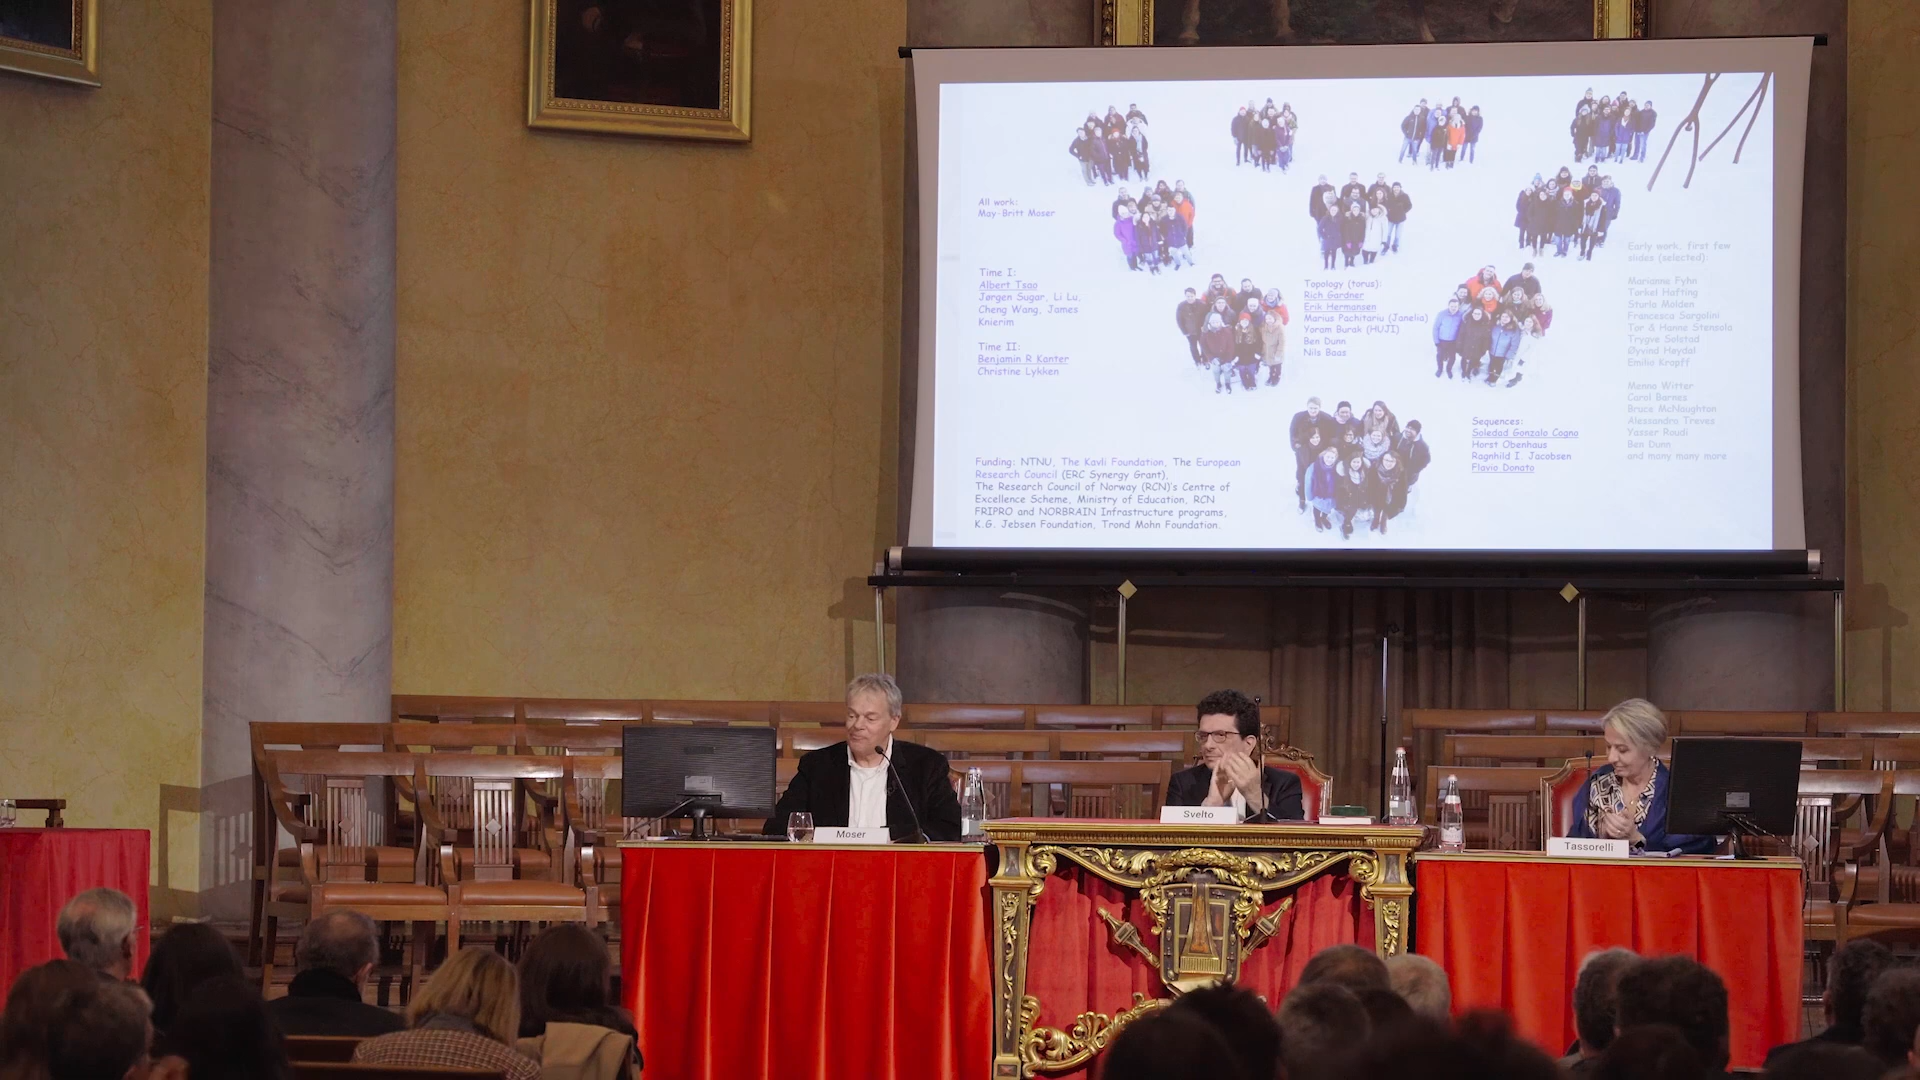 All work:
May-Britt Moser
Time I:
Albert Tsao
Jørgen Sugar, Li Lu,
Cheng Wang, James
Knierim
Time II:
Benjamin R Kanter
Christine Lykken
Funding: NTNU, The Kavli Foundation, The European
Research Council (ERC Synergy Grant),
The Research Council of Norway (RCN)'s Centre of
Excellence Scheme, Ministry of Education, RCN
FRIPRO and NORBRAIN Infrastructure programs,
K.G. Jebsen Foundation, Trond Mohn Foundation.
Topology (torus):
Rich Gardner
Erik Hermansen
Marius Pachitariu (Janelia)
Yoram Burak (HUJI)
Ben Dunn
Nils Baas
Sequences:
Soledad Gonzalo Cogno
Horst Obenhaus
Ragnhild I. Jacobsen
Flavio Donato
Early work, first few
slides (selected):
Marianne Fyhn
Torkel Hafting
Sturla Molden
Francesca Sargolini
Tor & Hanne Stensola
Trygve Solstad
Øyvind Høydal
Emilio Kropff
Menno Witter
Carol Barnes
Bruce McNaughton
Alessandro Treves
Yasser Roudi
Ben Dunn
and many many more
Moser
Svelto
Tassorelli